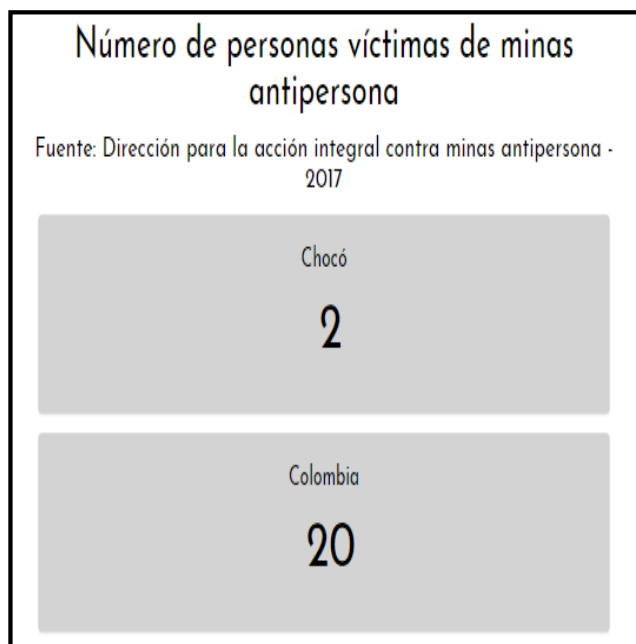 Número de personas víctimas de minas
antipersona
Fuente: Dirección para la acción integral contra minas antipersona -
2017
Chocó
2
Colombia
20